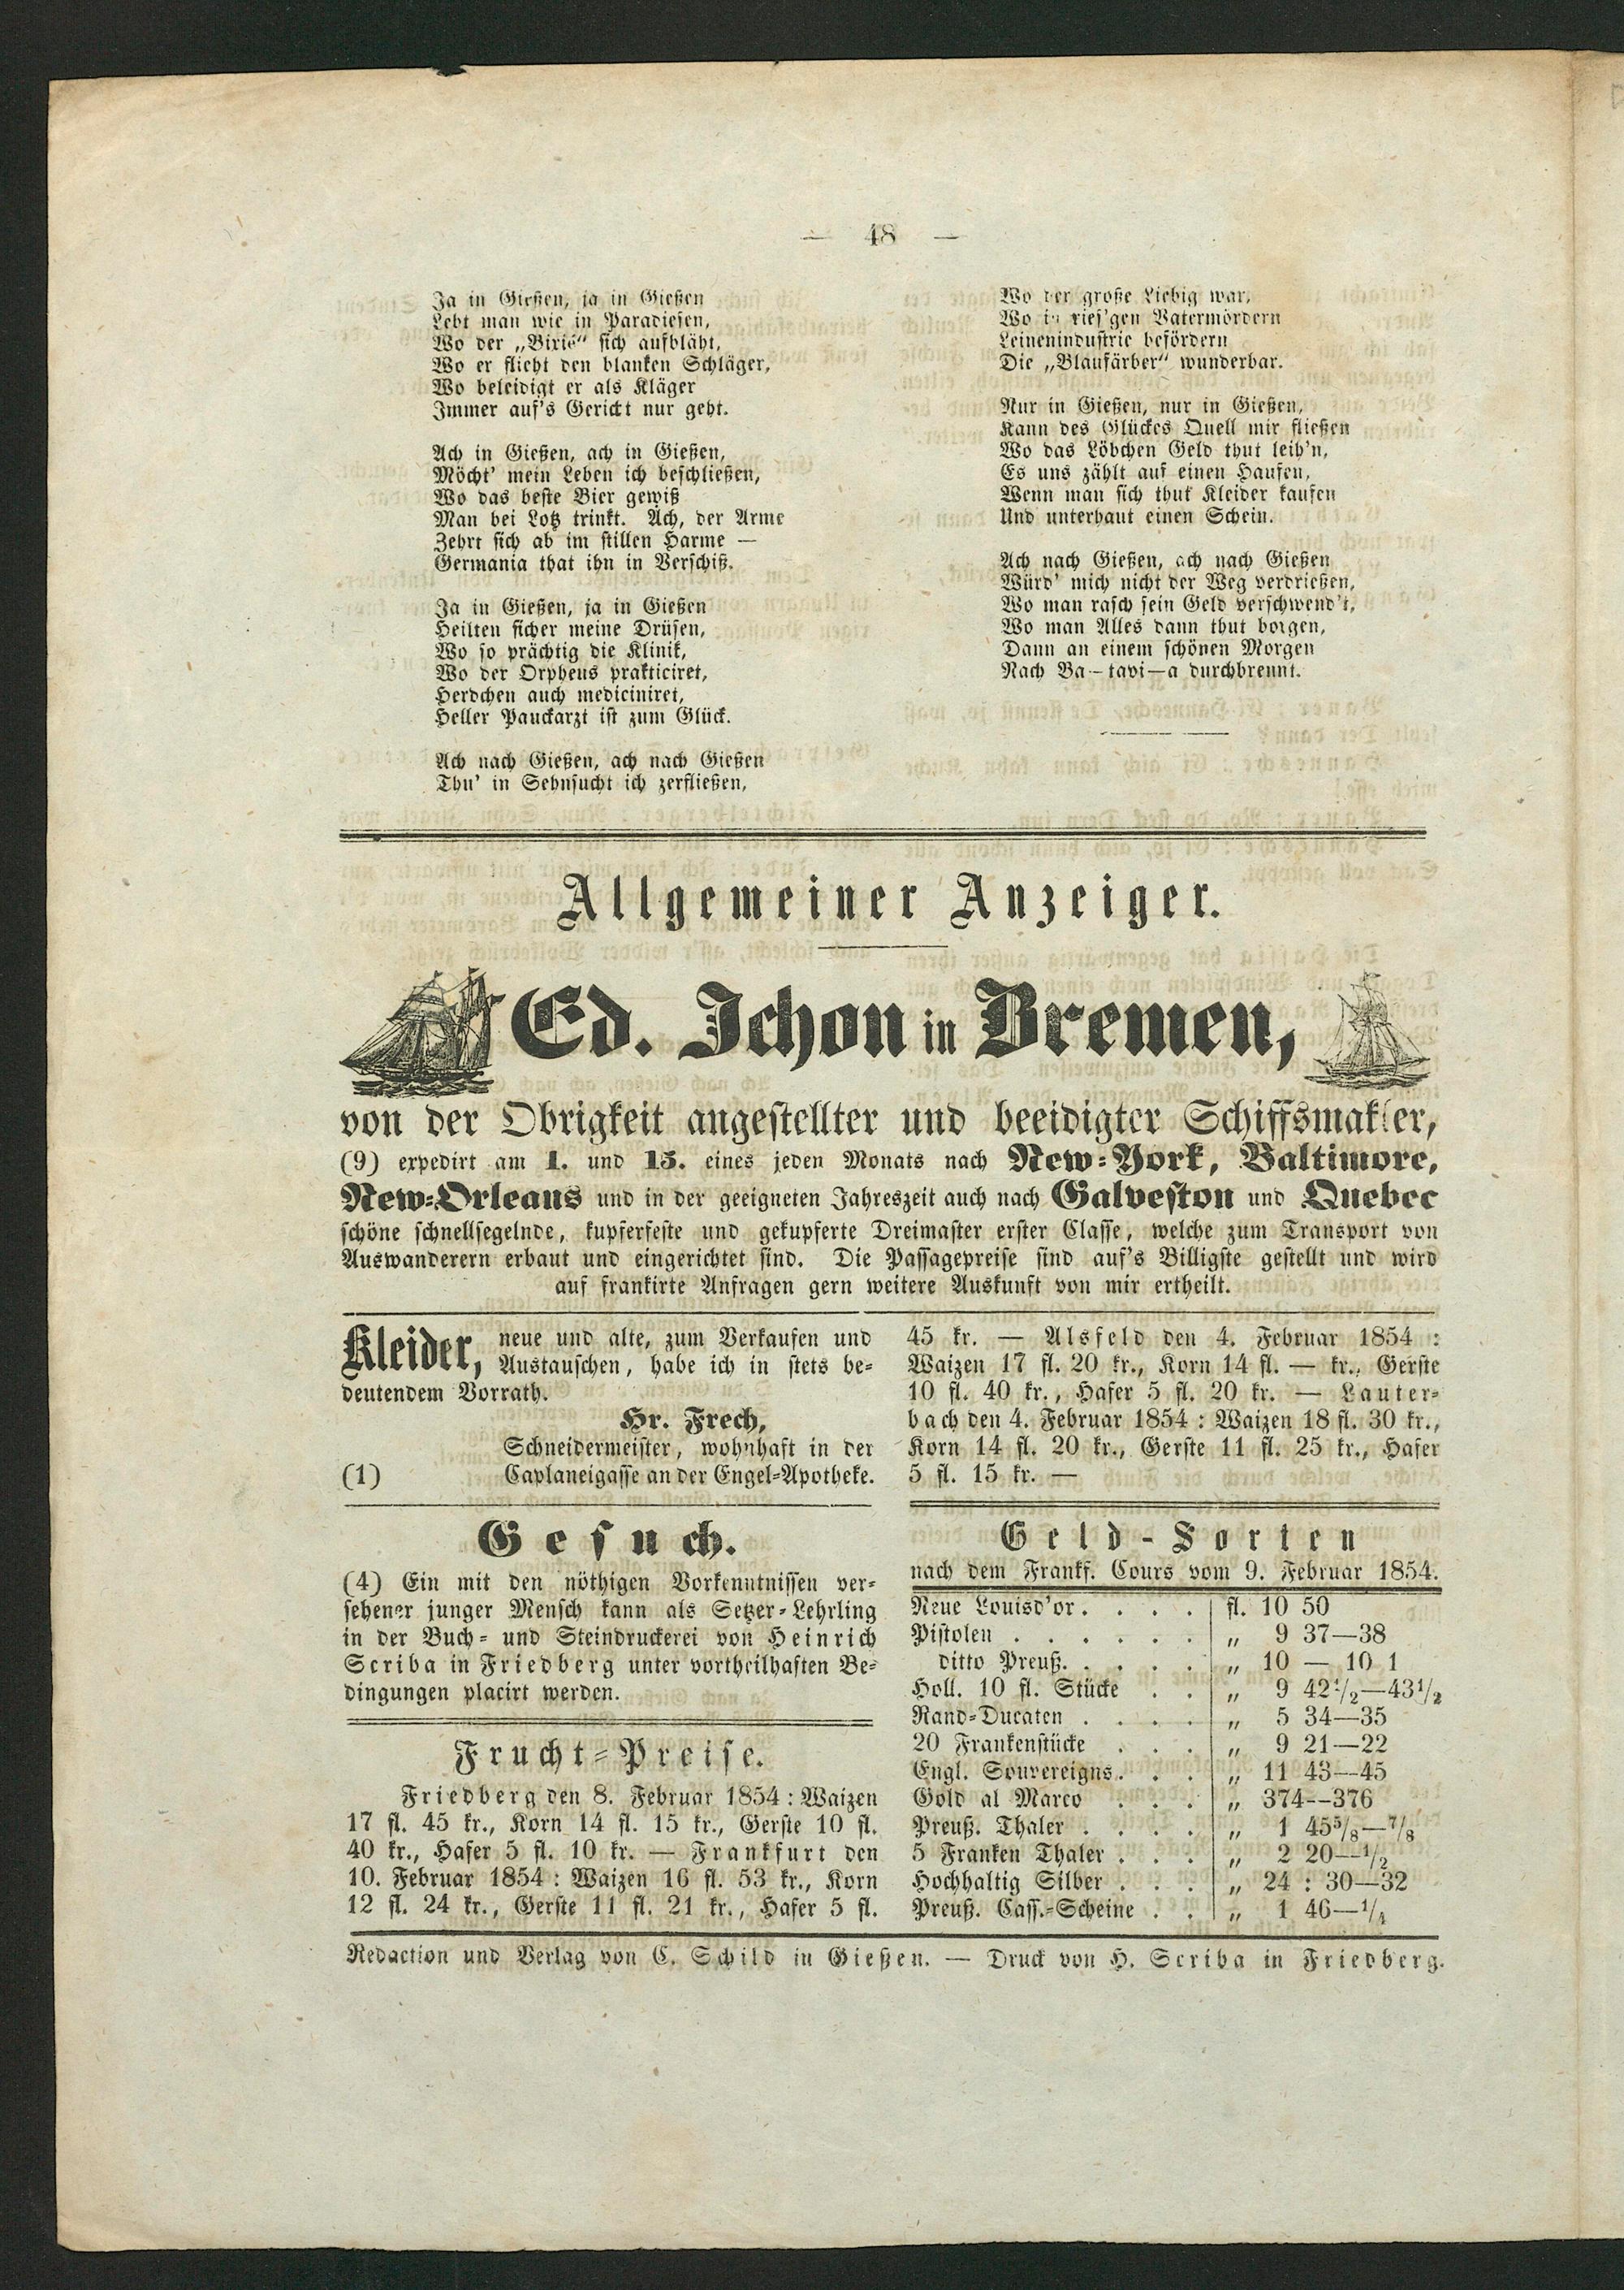 — 48 —
Ja in Gießen, ja in Gießen
Lebt man wie in Paradiesen,
Wo der „Birié“ sich aufbläht,
Wo er flieht den blanken Schläger,
Wo beleidigt er als Kläger
Immer auf's Gericht nur geht.
Ach in Gießen, ach in Gießen,
Möcht' mein Leben ich beschließen,
Wo das beste Bier gewiß
Man bei Lotz trinkt. Ach, der Arme
Zehrt sich ab im stillen Harme —
Germania that ihn in Verschiß.
Ja in Gießen, ja in Gießen
Heilten sicher meine Drüsen,
Wo so prächtig die Klinik,
Wo der Orpheus prakticiret,
Herdchen auch mediciniret,
Heller Pauckarzt ist zum Glück.
Ach nach Gießen, ach nach Gießen
Thu' in Sehnsucht ich zerfließen,
Wo der große Liebig war,
Wo in ries'gen Vatermördern
Leinenindustrie befördern
Die „Blaufärber“ wunderbar.
Nur in Gießen, nur in Gießen,
Kann des Glückes Quell mir fließen
Wo das Löbchen Geld thut leih'n,
Es uns zählt auf einen Haufen,
Wenn man sich thut Kleider kaufen
Und unterhaut einen Schein.
Ach nach Gießen, ach nach Gießen
Würd' mich nicht der Weg verdrießen,
Wo man rasch sein Geld verschwend't,
Wo man Alles dann thut borgen,
Dann an einem schönen Morgen
Nach Ba—tavi—a durchbrennt.
Allgemeiner Anzeiger.
Ed. Ichon in Bremen,
von der Obrigkeit angestellter und beeidigter Schiffsmakler,
(9) expedirt am 1. und 15. eines jeden Monats nach New-York, Baltimore,
New-Orleans und in der geeigneten Jahreszeit auch nach Galveston und Quebec
schöne schnellsegelnde, kupferfeste und gekupferte Dreimaster erster Classe, welche zum Transport von
Auswanderern erbaut und eingerichtet sind. Die Passagepreise sind auf's Billigste gestellt und wird
auf frankirte Anfragen gern weitere Auskunft von mir ertheilt.
Kleider, neue und alte, zum Verkaufen und
Austauschen, habe ich in stets be-
deutendem Vorrath.
Hr. Frech,
Schneidermeister, wohnhaft in der
(1) Caplaneigasse an der Engel-Apotheke.
Gesuch.
(4) Ein mit den nöthigen Vorkenntnissen ver-
sehener junger Mensch kann als Setzer-Lehrling
in der Buch- und Steindruckerei von Heinrich
Scriba in Friedberg unter vortheilhaften Be-
dingungen placirt werden.
Frucht-Preise.
Friedberg den 8. Februar 1854 : Waizen
17 fl. 45 kr., Korn 14 fl. 15 kr., Gerste 10 fl.
40 kr., Hafer 5 fl. 10 kr. — Frankfurt den
10. Februar 1854 : Waizen 16 fl. 53 kr., Korn
12 fl. 24 kr., Gerste 11 fl. 21 kr., Hafer 5 fl.
45 kr. — Alsfeld den 4. Februar 1854 :
Waizen 17 fl. 20 kr., Korn 14 fl. — kr., Gerste
10 fl. 40 kr., Hafer 5 fl. 20 kr. — Lauter-
bach den 4. Februar 1854 : Waizen 18 fl. 30 kr.,
Korn 14 fl. 20 kr., Gerste 11 fl. 25 kr., Hafer
5 fl. 15 kr. —
Geld-Sorten
nach dem Frankf. Cours vom 9. Februar 1854.
Neue Louisd'or. . . . . fl. 10 50
Pistolen . . . . . . „ 9 37—38
ditto Preuß. . . . . „ 10 — 10 1
Holl. 10 fl. Stücke . . „ 9 42½—43½
Rand-Ducaten . . . . „ 5 34—35
20 Frankenstücke . . . „ 9 21—22
Engl. Souvereigns. . . „ 11 43—45
Gold al Marco . . . „ 374--376
Preuß. Thaler . . . . „ 1 45⅝—⅞
5 Franken Thaler . . . „ 2 20—½
Hochhaltig Silber . . . „ 24 : 30—32
Preuß. Cass.-Scheine . . „ 1 46—¼
Redaction und Verlag von C. Schild in Gießen. — Druck von H. Scriba in Friedberg.